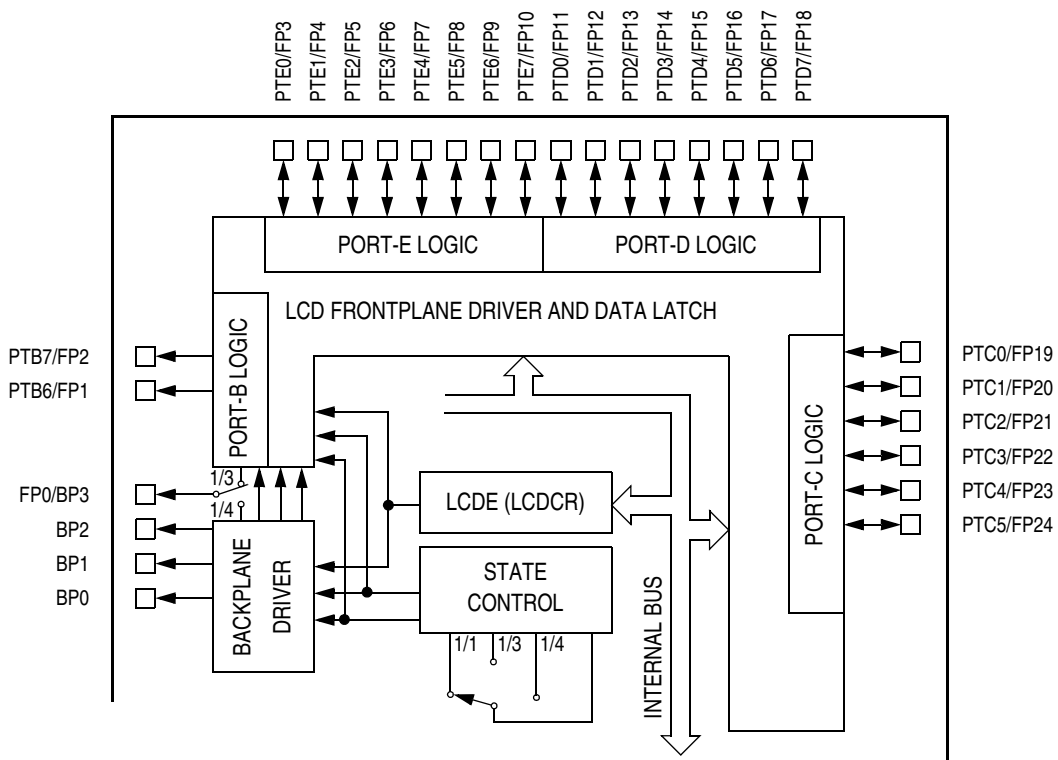 PTE0/FP3
PTE1/FP4
PTE2/FP5
PTE3/FP6
PTE4/FP7
PTE5/FP8
PTE6/FP9
PTE7/FP10
PTD0/FP11
PTD1/FP12
PTD2/FP13
PTD3/FP14
PTD4/FP15
PTD5/FP16
PTD6/FP17
PTD7/FP18
PORT-E LOGIC
PORT-D LOGIC
LCD FRONTPLANE DRIVER AND DATA LATCH
PORT-B LOGIC
PTB7/FP2
PTB6/FP1
FP0/BP3
BP2
BP1
BP0
1/3
1/4
BACKPLANE
DRIVER
LCDE (LCDCR)
STATE
CONTROL
1/1
1/3
1/4
INTERNAL BUS
PORT-C LOGIC
PTC0/FP19
PTC1/FP20
PTC2/FP21
PTC3/FP22
PTC4/FP23
PTC5/FP24